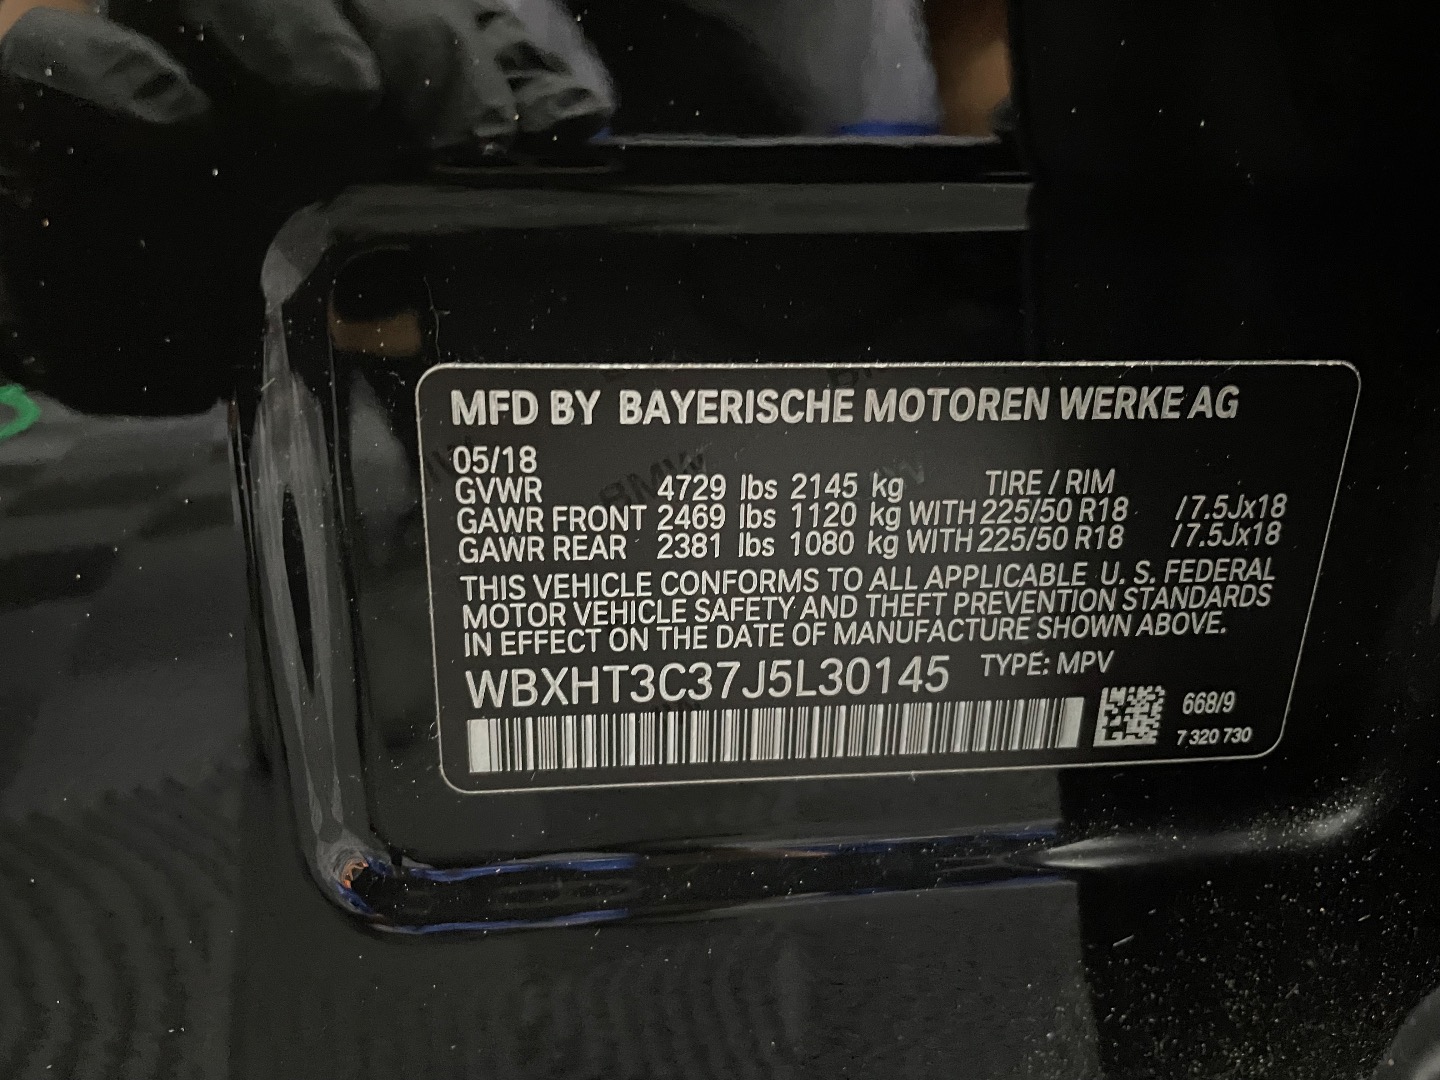 MFD BY BAYERISCHE MOTOREN WERKE AG
05/18
GVWR 4729 lbs 2145 kg TIRE / RIM
GAWR FRONT 2469 lbs 1120 kg WITH 225/50 R18 / 7.5Jx18
GAWR REAR 2381 lbs 1080 kg WITH 225/50 R18 / 7.5Jx18
THIS VEHICLE CONFORMS TO ALL APPLICABLE U. S. FEDERAL
MOTOR VEHICLE SAFETY AND THEFT PREVENTION STANDARDS
IN EFFECT ON THE DATE OF MANUFACTURE SHOWN ABOVE.
WBXHT3C37J5L30145 TYPE: MPV
668/9
7 320 730